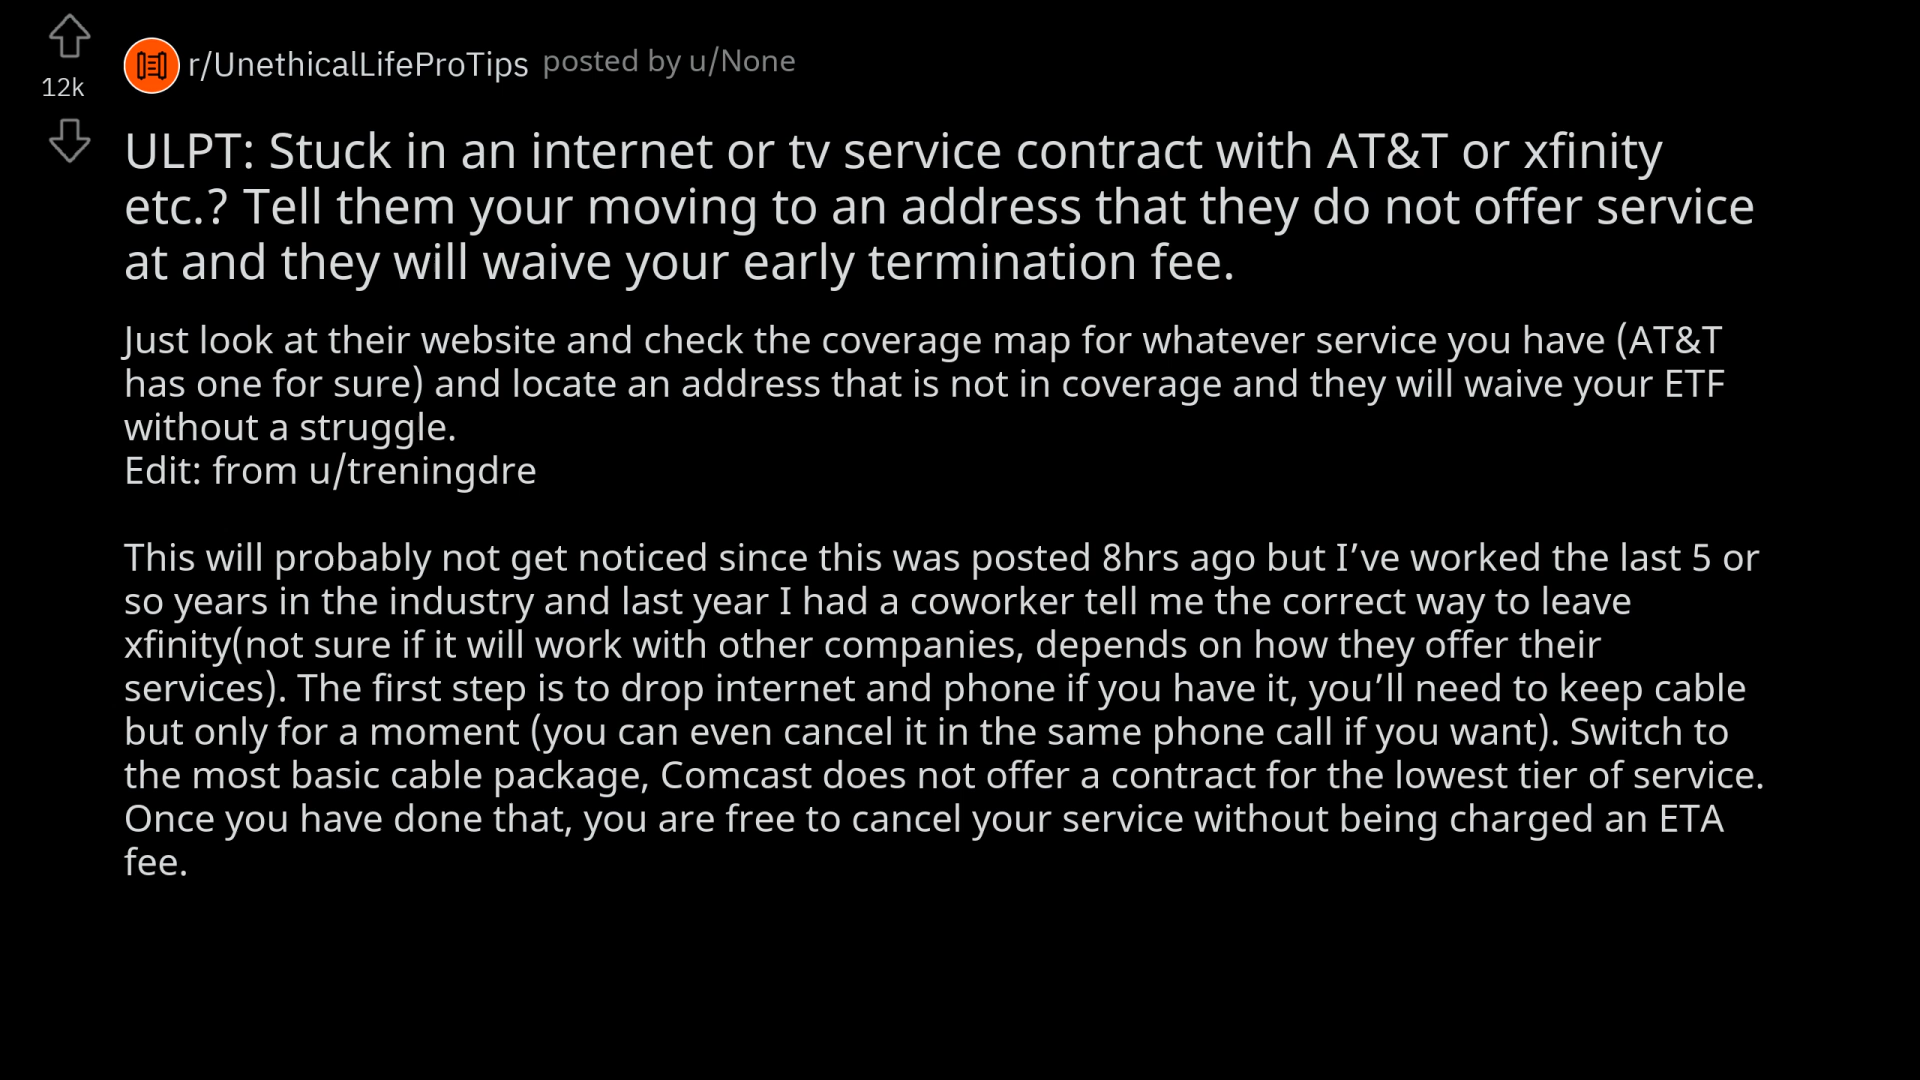 r/UnethicalLifeProTips posted by u/None
12k
ULPT: Stuck in an internet or tv service contract with AT&T or xfinity
etc.? Tell them your moving to an address that they do not offer service
at and they will waive your early termination fee.
Just look at their website and check the coverage map for whatever service you have (AT&T
has one for sure) and locate an address that is not in coverage and they will waive your ETF
without a struggle.
Edit: from u/treningdre
This will probably not get noticed since this was posted 8hrs ago but I’ve worked the last 5 or
so years in the industry and last year I had a coworker tell me the correct way to leave
xfinity(not sure if it will work with other companies, depends on how they offer their
services). The first step is to drop internet and phone if you have it, you’ll need to keep cable
but only for a moment (you can even cancel it in the same phone call if you want). Switch to
the most basic cable package, Comcast does not offer a contract for the lowest tier of service.
Once you have done that, you are free to cancel your service without being charged an ETA
fee.